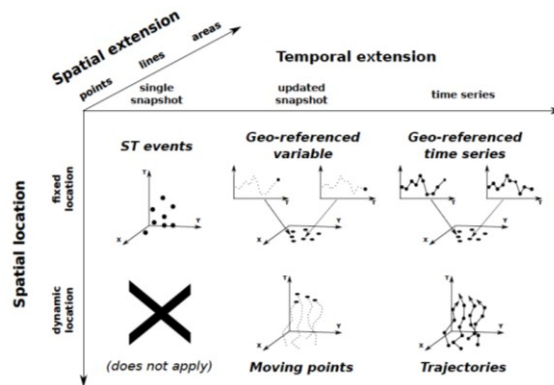 Spatial extension
points
lines
areas
Temporal extension
single
snapshot
updated
snapshot
time series
Spatial location
fixed
location
ST events
Geo-referenced
variable
Geo-referenced
time series
T
Y
X
T
T
Y
X
T
T
Y
X
dynamic
location
(does not apply)
T
Y
X
Moving points
T
Y
X
Trajectories